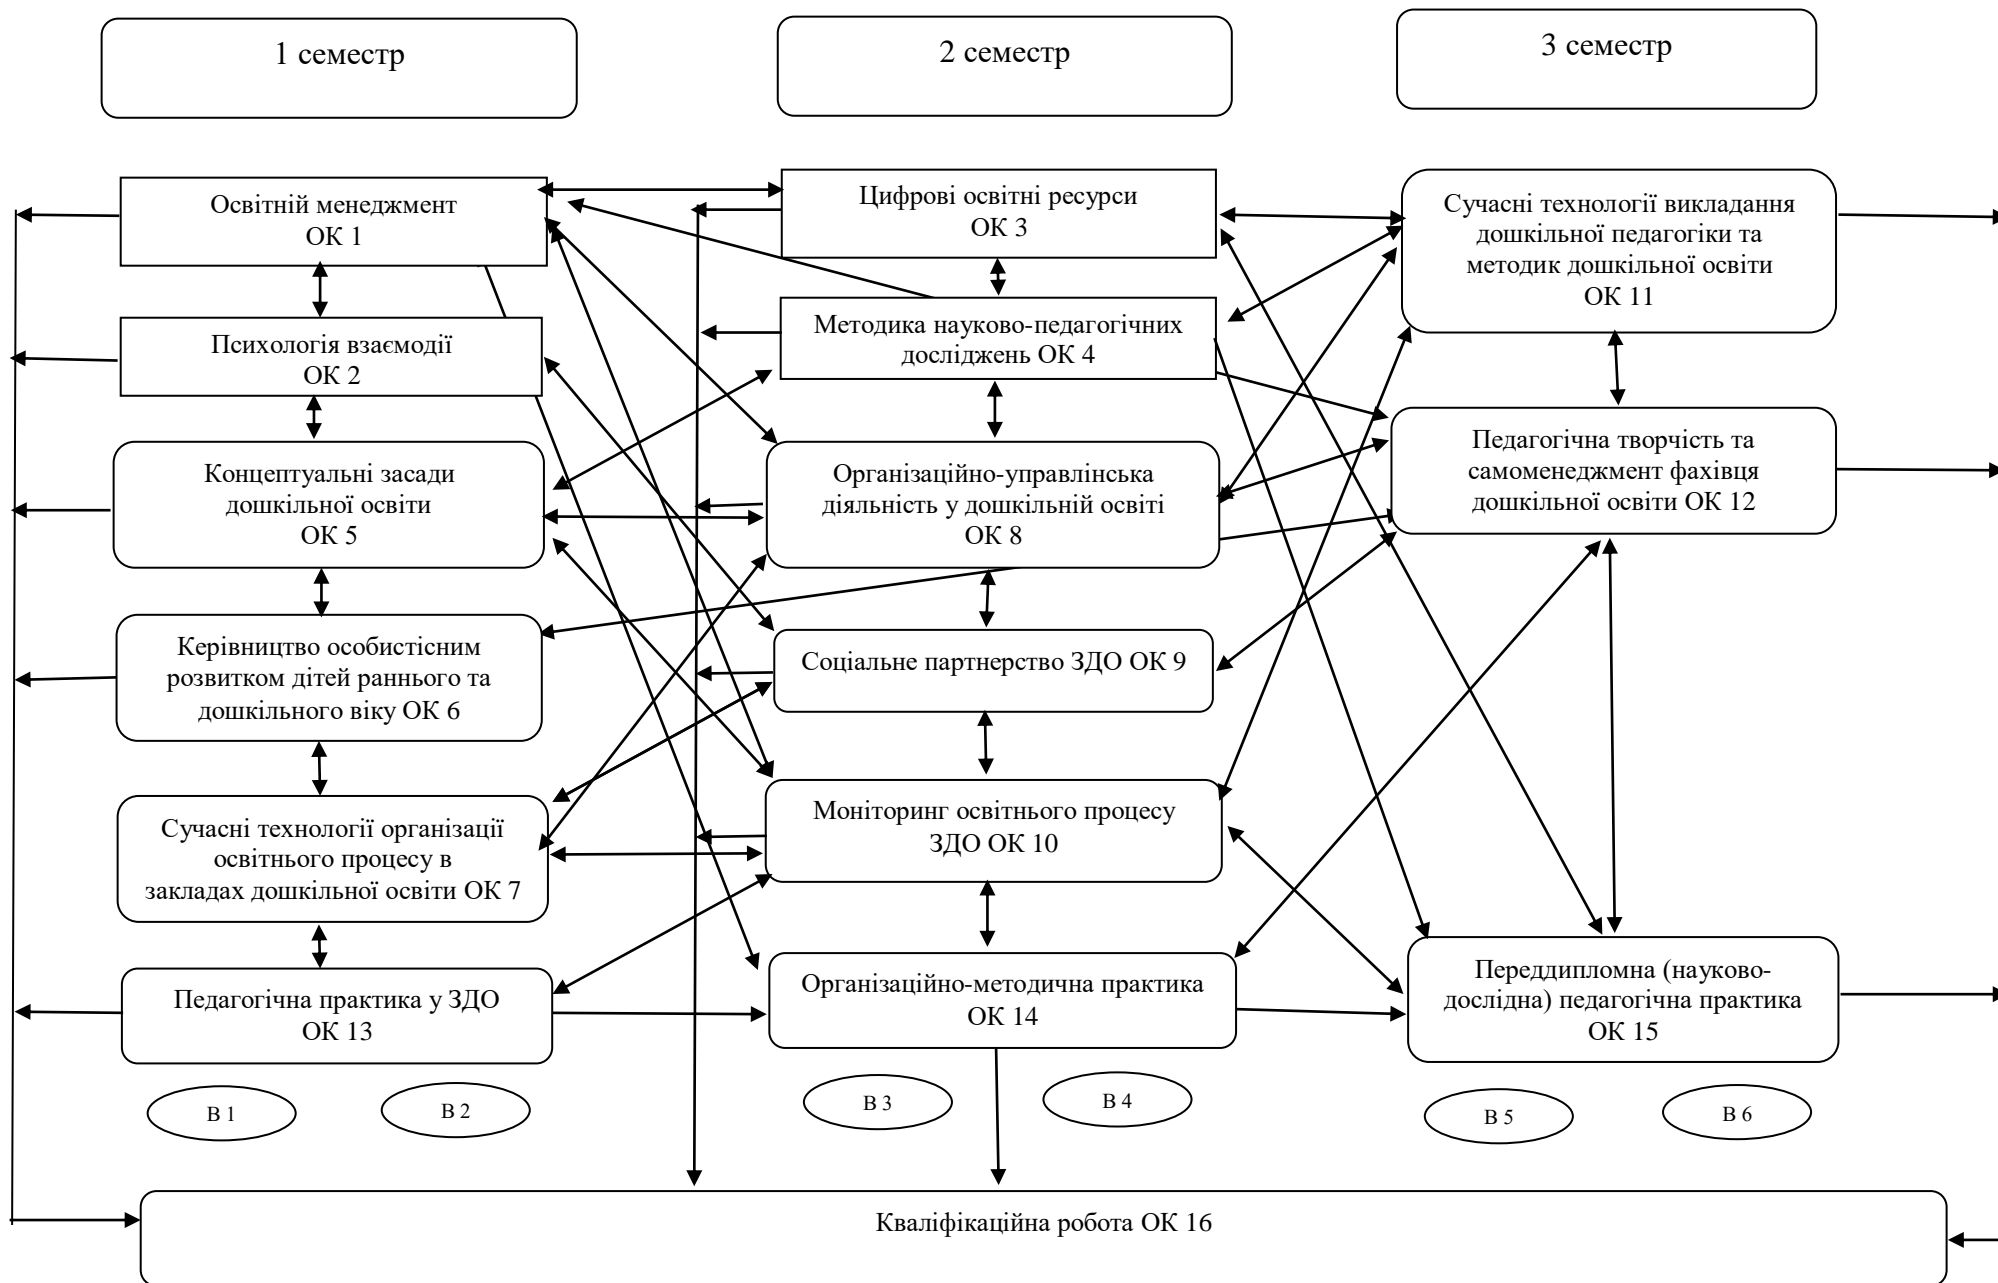 1 семестр
2 семестр
3 семестр
Освітній менеджмент
ОК 1
Психологія взаємодії
ОК 2
Концептуальні засади
дошкільної освіти
ОК 5
Керівництво особистісним
розвитком дітей раннього та
дошкільного віку ОК 6
Сучасні технології організації
освітнього процесу в
закладах дошкільної освіти ОК 7
Педагогічна практика у ЗДО
ОК 13
В 1
В 2
Цифрові освітні ресурси
ОК 3
Методика науково-педагогічних
досліджень ОК 4
Організаційно-управлінська
діяльність у дошкільній освіті
ОК 8
Соціальне партнерство ЗДО ОК 9
Моніторинг освітнього процесу
ЗДО ОК 10
Організаційно-методична практика
ОК 14
В 3
В 4
Сучасні технології викладання
дошкільної педагогіки та
методик дошкільної освіти
ОК 11
Педагогічна творчість та
самоменеджмент фахівця
дошкільної освіти ОК 12
Переддипломна (науково-
дослідна) педагогічна практика
ОК 15
В 5
В 6
Кваліфікаційна робота ОК 16